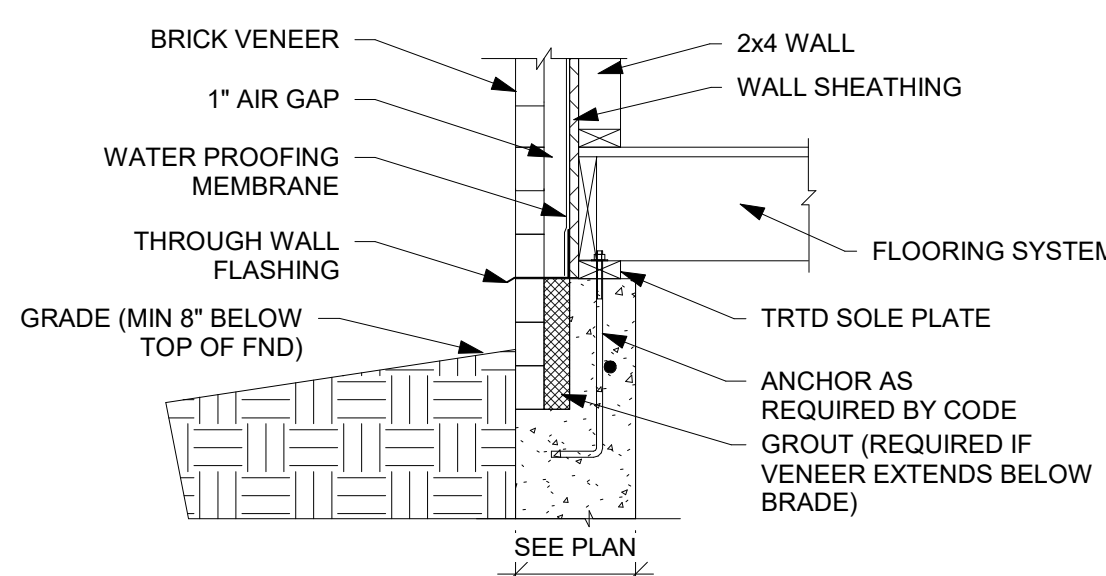 BRICK VENEER
1" AIR GAP
WATER PROOFING
MEMBRANE
THROUGH WALL
FLASHING
GRADE (MIN 8" BELOW
TOP OF FND)
2x4 WALL
WALL SHEATHING
FLOORING SYSTEM
TRTD SOLE PLATE
ANCHOR AS
REQUIRED BY CODE
GROUT (REQUIRED IF
VENEER EXTENDS BELOW
BRADE)
SEE PLAN